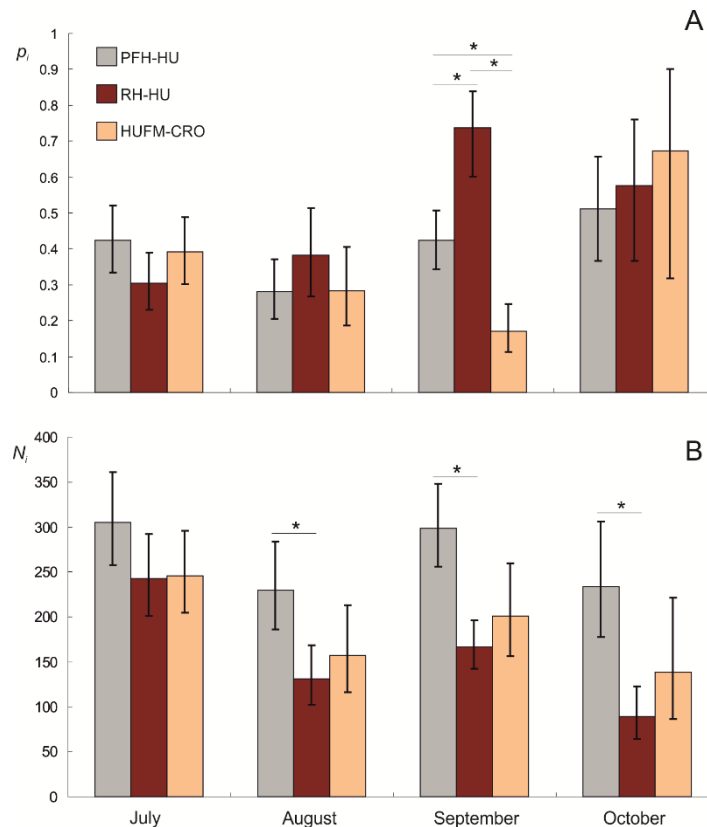 A
pᵢ
1
0.9
0.8
0.7
0.6
0.5
0.4
0.3
0.2
0.1
0
PFH-HU
RH-HU
HUFM-CRO
*
* *
B
Nᵢ
400
350
300
250
200
150
100
50
0
* * *
July August September October